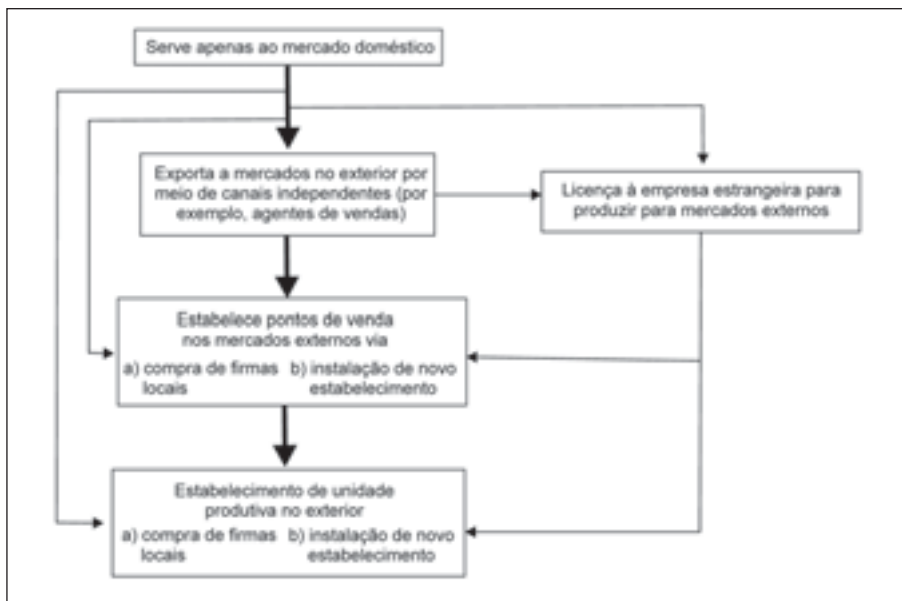 Serve apenas ao mercado doméstico
Exporta a mercados no exterior por
meio de canais independentes (por
exemplo, agentes de vendas)
Licença à empresa estrangeira para
produzir para mercados externos
Estabelece pontos de venda
nos mercados externos via
a) compra de firmas
locais
b) instalação de novo
estabelecimento
Estabelecimento de unidade
produtiva no exterior
a) compra de firmas
locais
b) instalação de novo
estabelecimento